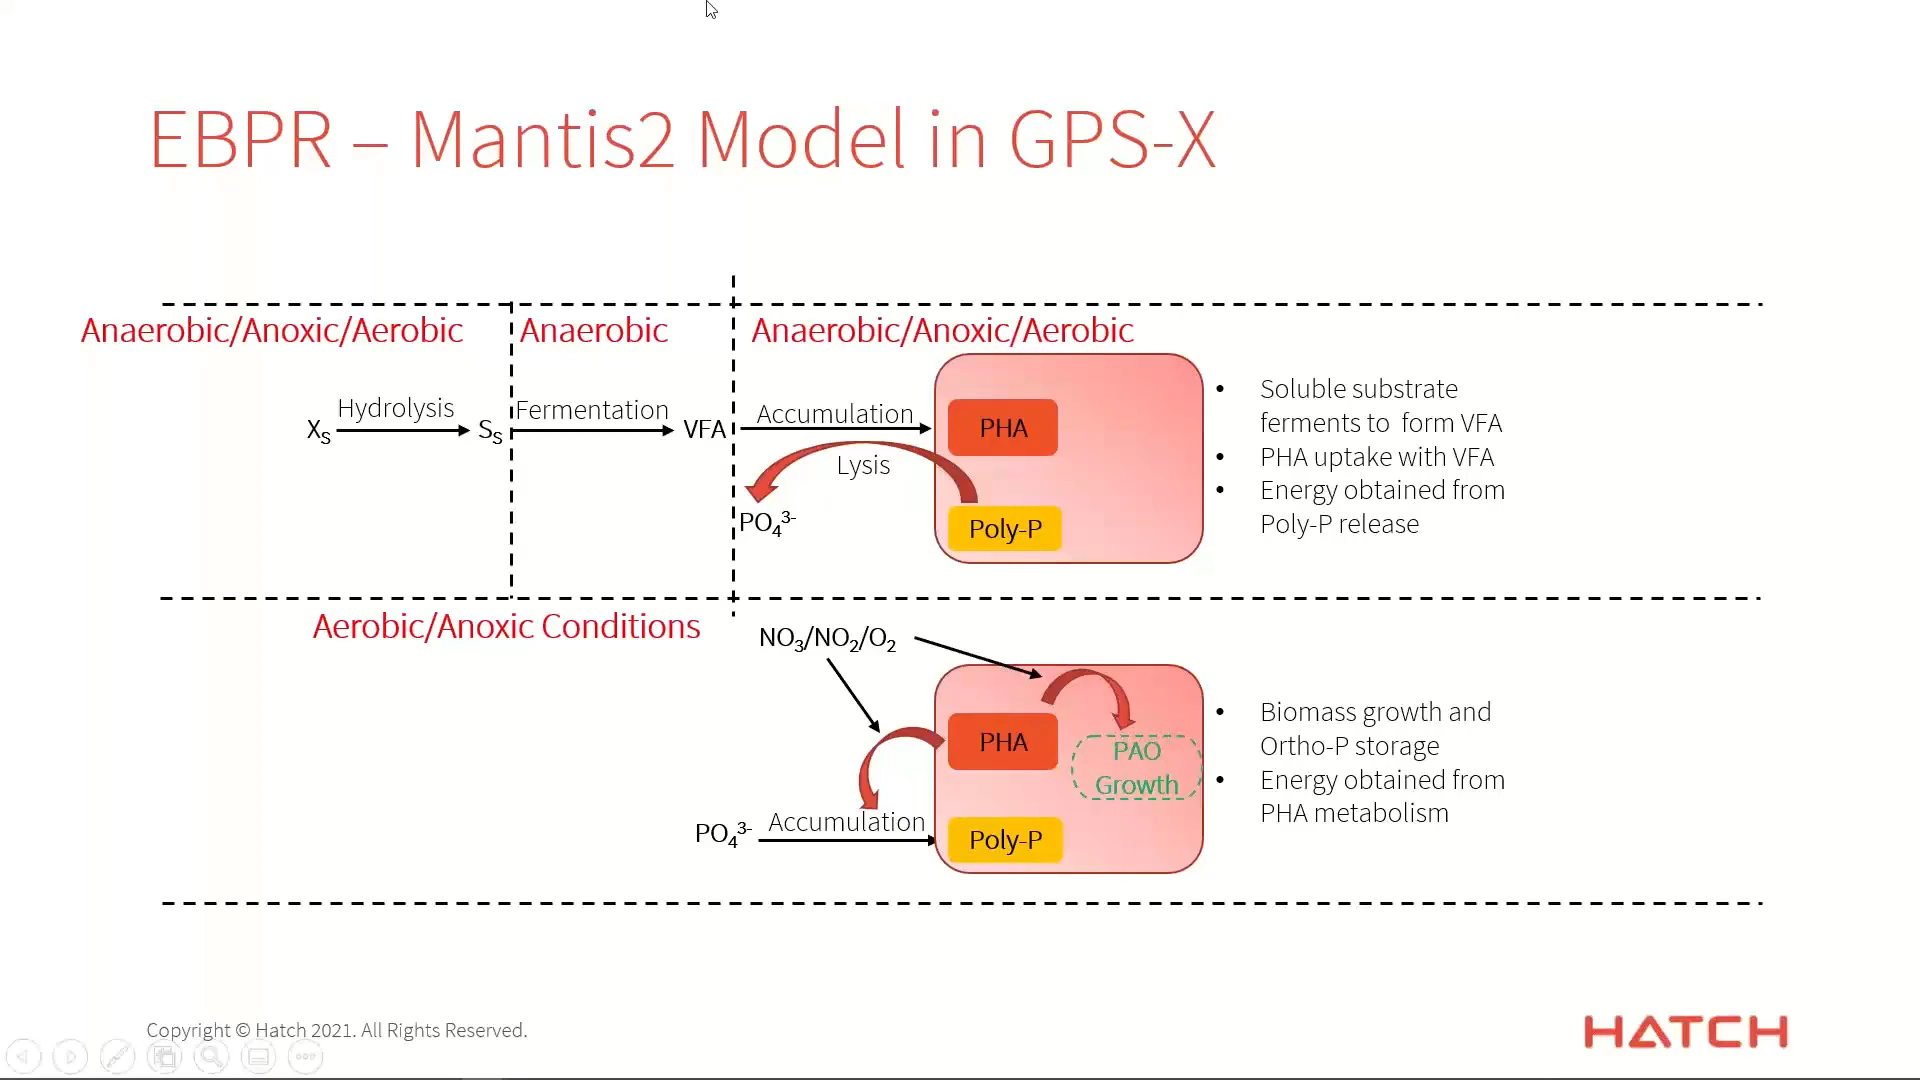 EBPR – Mantis2 Model in GPS-X
Anaerobic/Anoxic/Aerobic
Anaerobic
Anaerobic/Anoxic/Aerobic
X_S
Hydrolysis
S_S
Fermentation
VFA
Accumulation
PHA
Lysis
PO₄³⁻
Poly-P
• Soluble substrate
ferments to form VFA
• PHA uptake with VFA
• Energy obtained from
Poly-P release
Aerobic/Anoxic Conditions
NO₃/NO₂/O₂
PHA
PAO
Growth
PO₄³⁻
Accumulation
Poly-P
• Biomass growth and
Ortho-P storage
• Energy obtained from
PHA metabolism
Copyright © Hatch 2021. All Rights Reserved.
HATCH